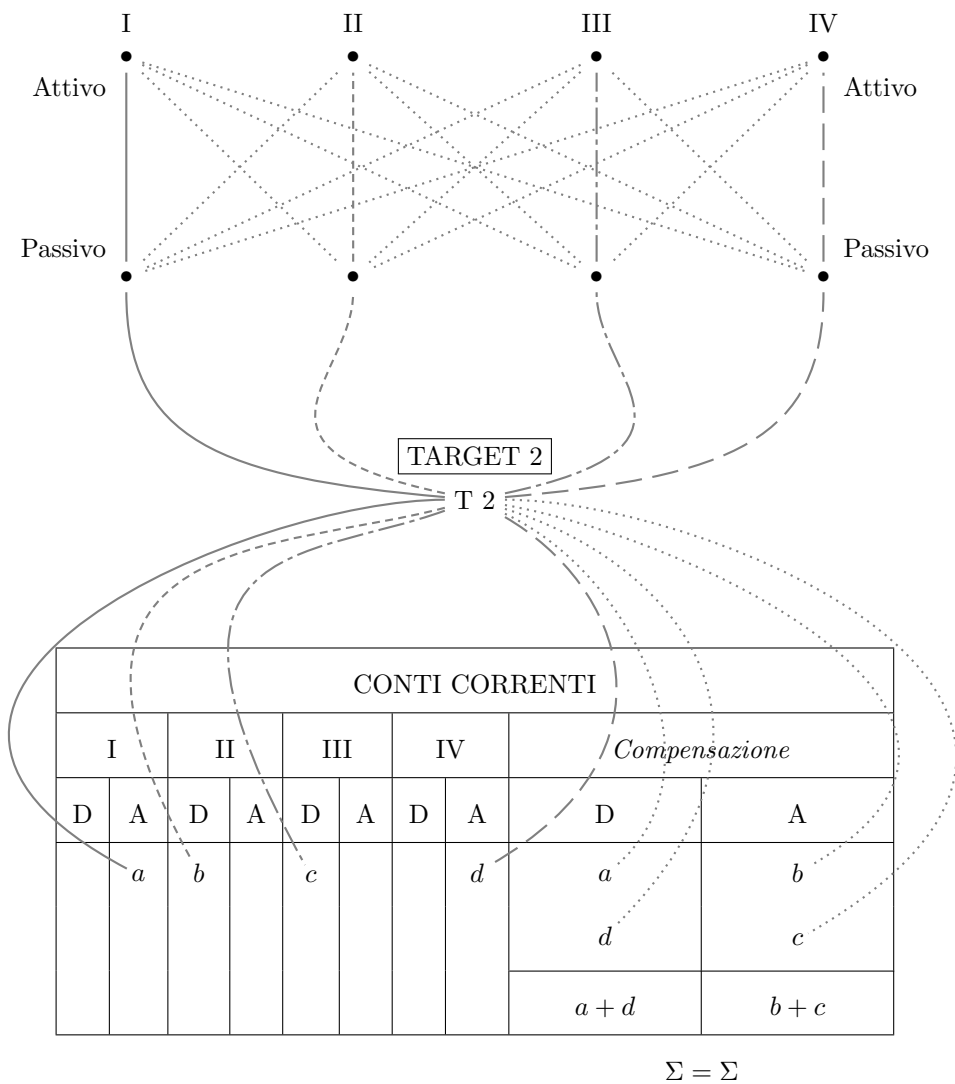 I II III IV
Attivo Attivo
Passivo Passivo
TARGET 2
T 2
CONTI CORRENTI
I II III IV Compensazione
D A D A D A D A D A
a b c d a b
d c
a + d b + c
Σ = Σ